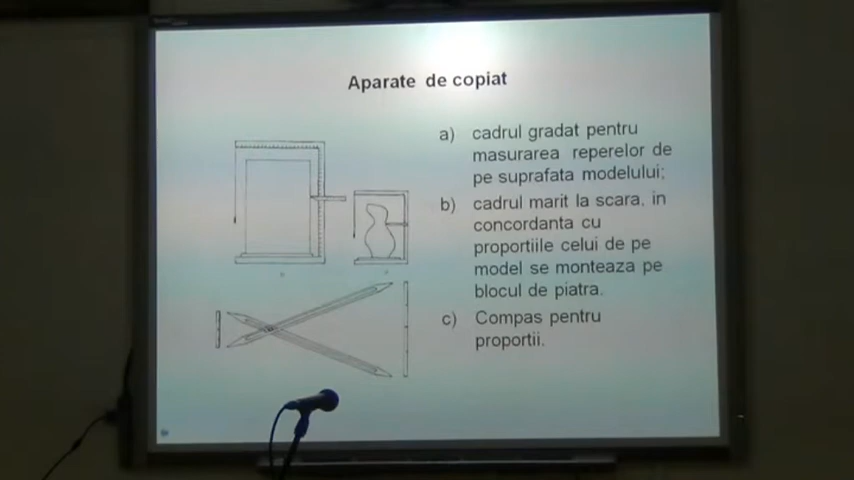 Aparate de copiat
a) cadrul gradat pentru
masurarea reperelor de
pe suprafata modelului;
b) cadrul marit la scara, in
concordanta cu
proportiile celui de pe
model se monteaza pe
blocul de piatra.
c) Compas pentru
proportii.